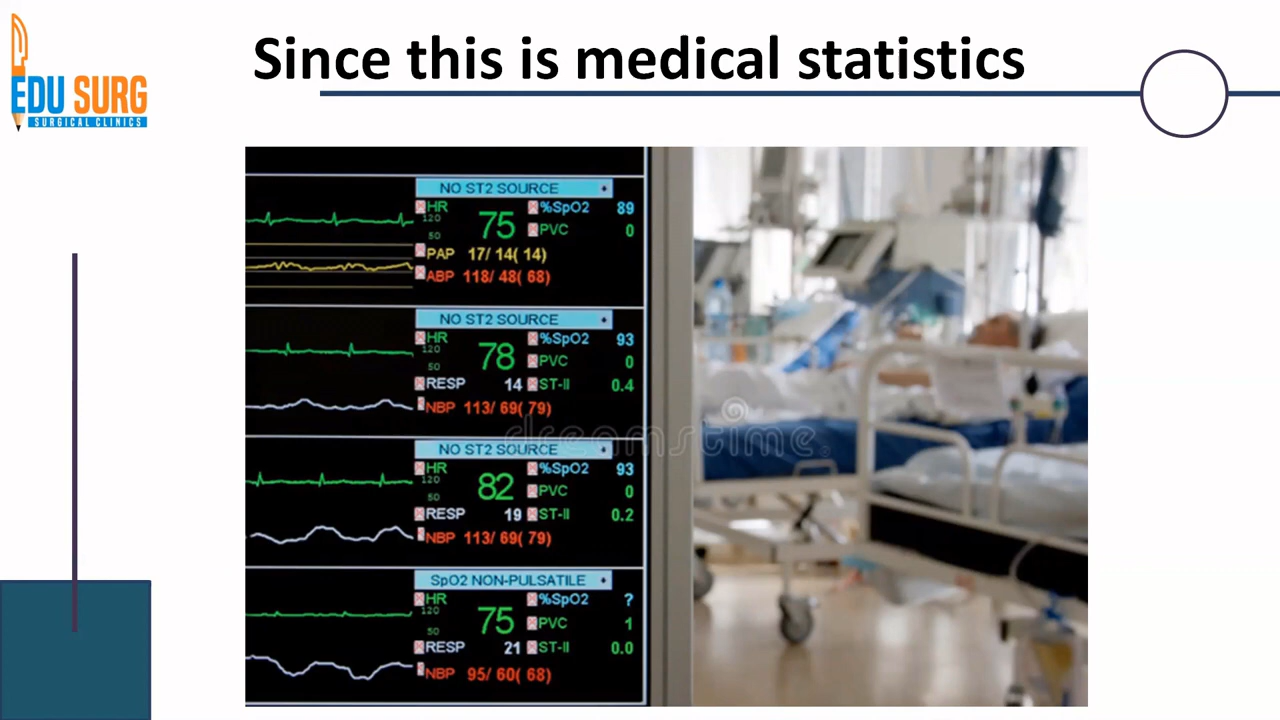 Since this is medical statistics
EDU SURG
SURGICAL CLINICS
NO ST2 SOURCE
HR 75 %SpO2 89
120
50
PVC 0
PAP 17/ 14( 14)
ABP 118/ 48( 68)
NO ST2 SOURCE
HR 78 %SpO2 93
120
50
PVC 0
RESP 14 ST-II 0.4
NBP 113/ 69( 79)
dreamstime.
NO ST2 SOURCE
HR 82 %SpO2 93
120
50
PVC 0
RESP 19 ST-II 0.2
NBP 113/ 69( 79)
SpO2 NON-PULSATILE
HR 75 %SpO2 ?
120
50
PVC 1
RESP 21 ST-II 0.0
NBP 95/ 60( 68)